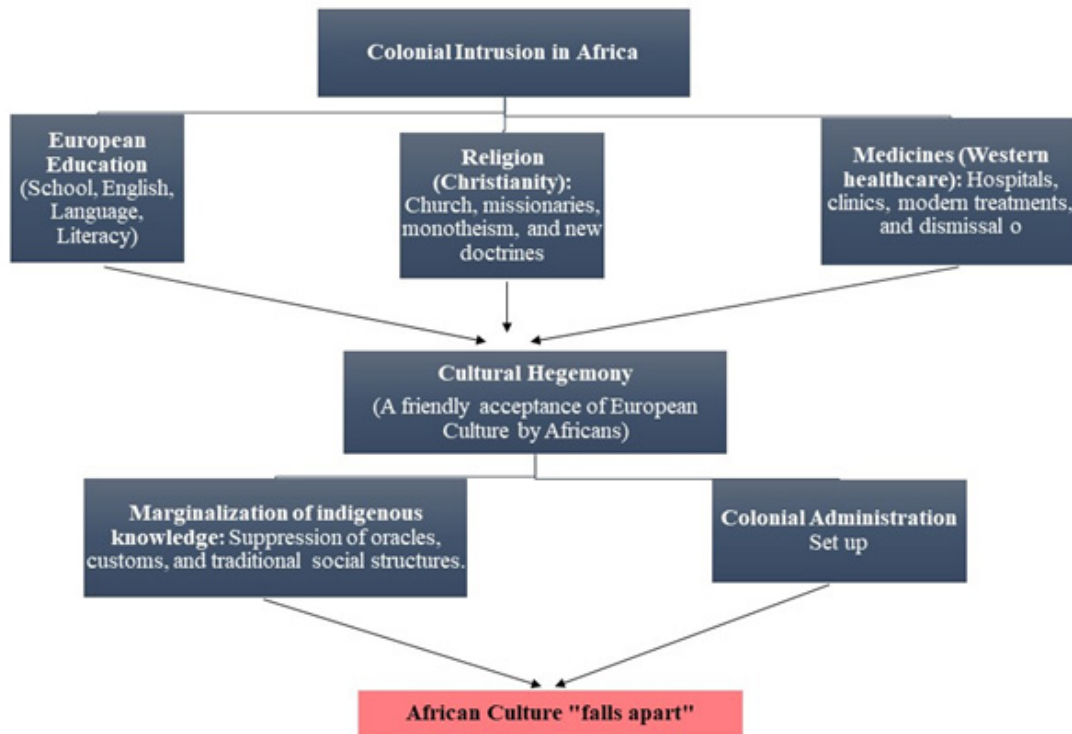 Colonial Intrusion in Africa
European
Education
(School, English,
Language,
Literacy)
Religion
(Christianity):
Church, missionaries,
monotheism, and new
doctrines
Medicines (Western
healthcare): Hospitals,
clinics, modern treatments,
and dismissal o
Cultural Hegemony
(A friendly acceptance of European
Culture by Africans)
Marginalization of indigenous
knowledge: Suppression of oracles,
customs, and traditional social structures.
Colonial Administration
Set up
African Culture "falls apart"